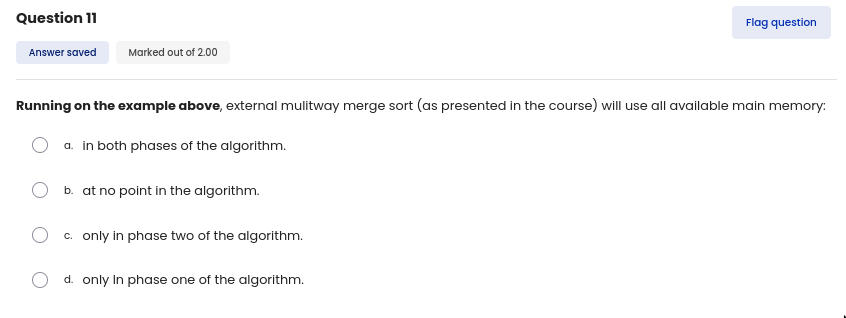 Question 11
Flag question
Answer saved
Marked out of 2.00
Running on the example above, external mulitway merge sort (as presented in the course) will use all available main memory:
a. in both phases of the algorithm.
b. at no point in the algorithm.
c. only in phase two of the algorithm.
d. only In phase one of the algorithm.